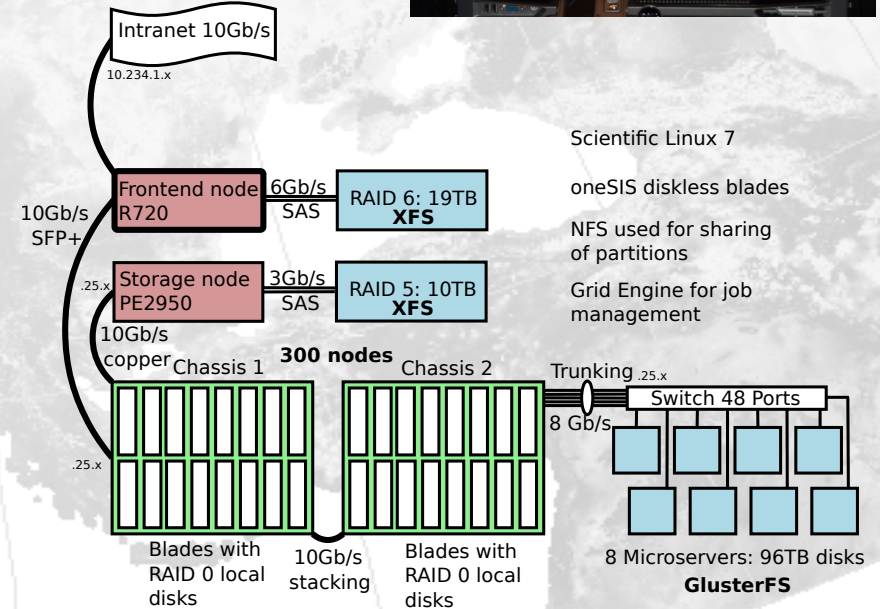 Intranet 10Gb/s
10.234.1.x
Frontend node
R720
6Gb/s
SAS
RAID 6: 19TB
XFS
10Gb/s
SFP+
Storage node
PE2950
.25.x
3Gb/s
SAS
RAID 5: 10TB
XFS
10Gb/s
copper
Scientific Linux 7
oneSIS diskless blades
NFS used for sharing
of partitions
Grid Engine for job
management
300 nodes
Chassis 1
Chassis 2
Trunking
.25.x
8 Gb/s
Switch 48 Ports
.25.x
Blades with
RAID 0 local
disks
10Gb/s
stacking
Blades with
RAID 0 local
disks
8 Microservers: 96TB disks
GlusterFS